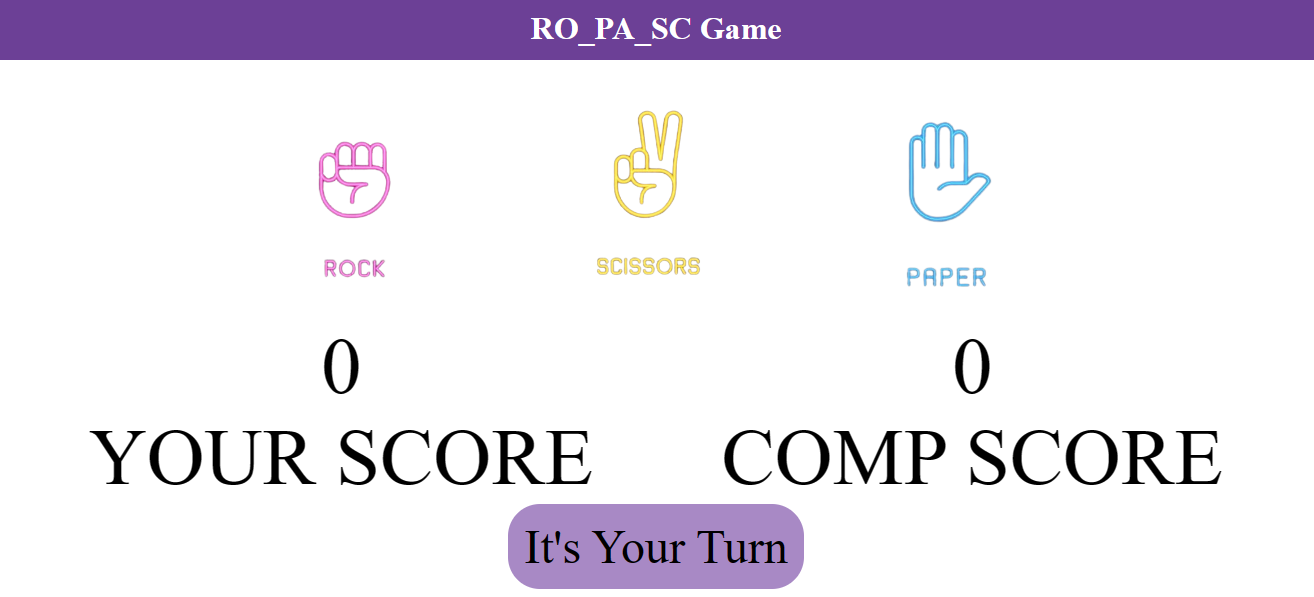 RO_PA_SC Game
ROCK
SCISSORS
PAPER
0
YOUR SCORE
0
COMP SCORE
It's Your Turn